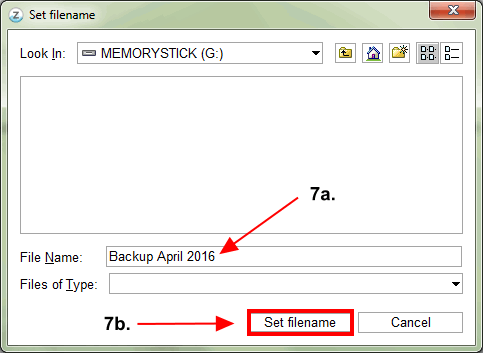 Set filename
Look In: MEMORYSTICK (G:)
7a.
File Name: Backup April 2016
Files of Type:
7b. Set filename Cancel